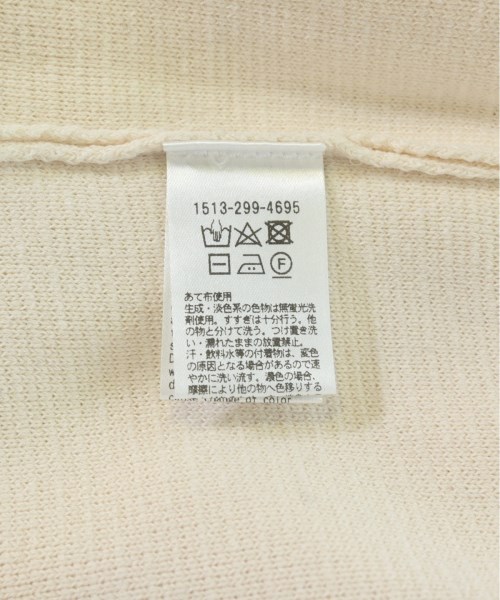 1513-299-4695
F
あて布使用
生成・淡色系の色物は無蛍光洗
剤使用。すすぎは十分行う。他
の物と分けて洗う。つけ置き洗
い・濡れたままの放置禁止。
汗・飲料水等の付着物は、変色
の原因となる場合があるので速
やかに洗い流す。濃色の場合、
摩擦により他の物へ色移りする